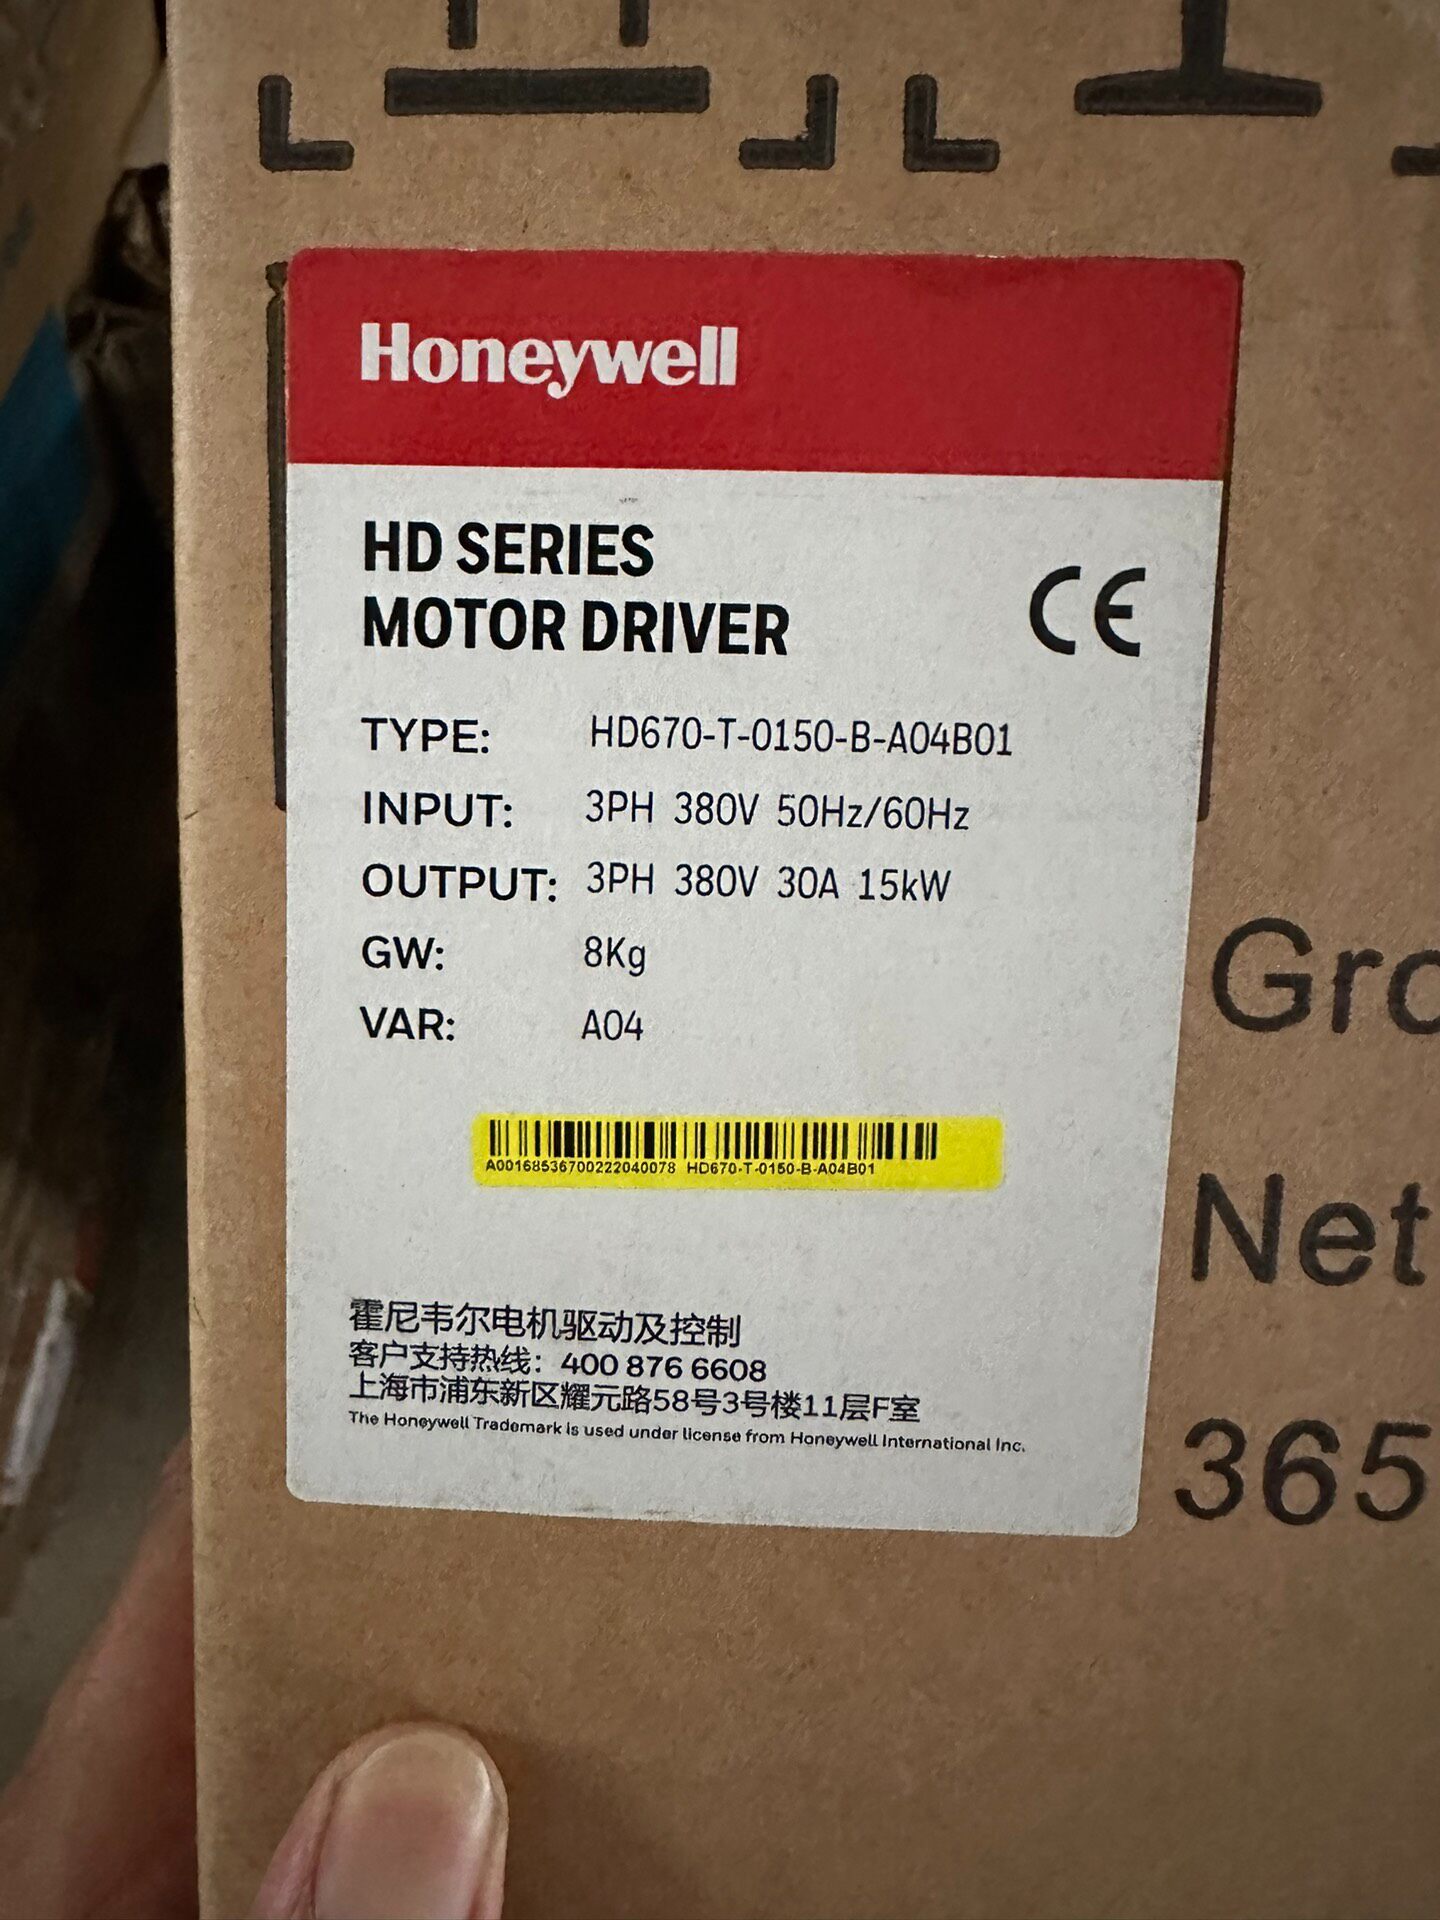 Honeywell
HD SERIES
MOTOR DRIVER
CE
TYPE: HD670-T-0150-B-A04B01
INPUT: 3PH 380V 50Hz/60Hz
OUTPUT: 3PH 380V 30A 15kW
GW: 8Kg
VAR: A04
A00168536700222040078 HD670-T-0150-B-A04B01
霍尼韦尔电机驱动及控制
客户支持热线：400 876 6608
上海市浦东新区耀元路58号3号楼11层F室
The Honeywell Trademark is used under license from Honeywell International Inc.
Net
365